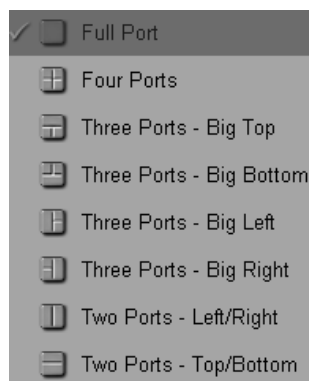 Full Port
Four Ports
Three Ports - Big Top
Three Ports - Big Bottom
Three Ports - Big Left
Three Ports - Big Right
Two Ports - Left/Right
Two Ports - Top/Bottom